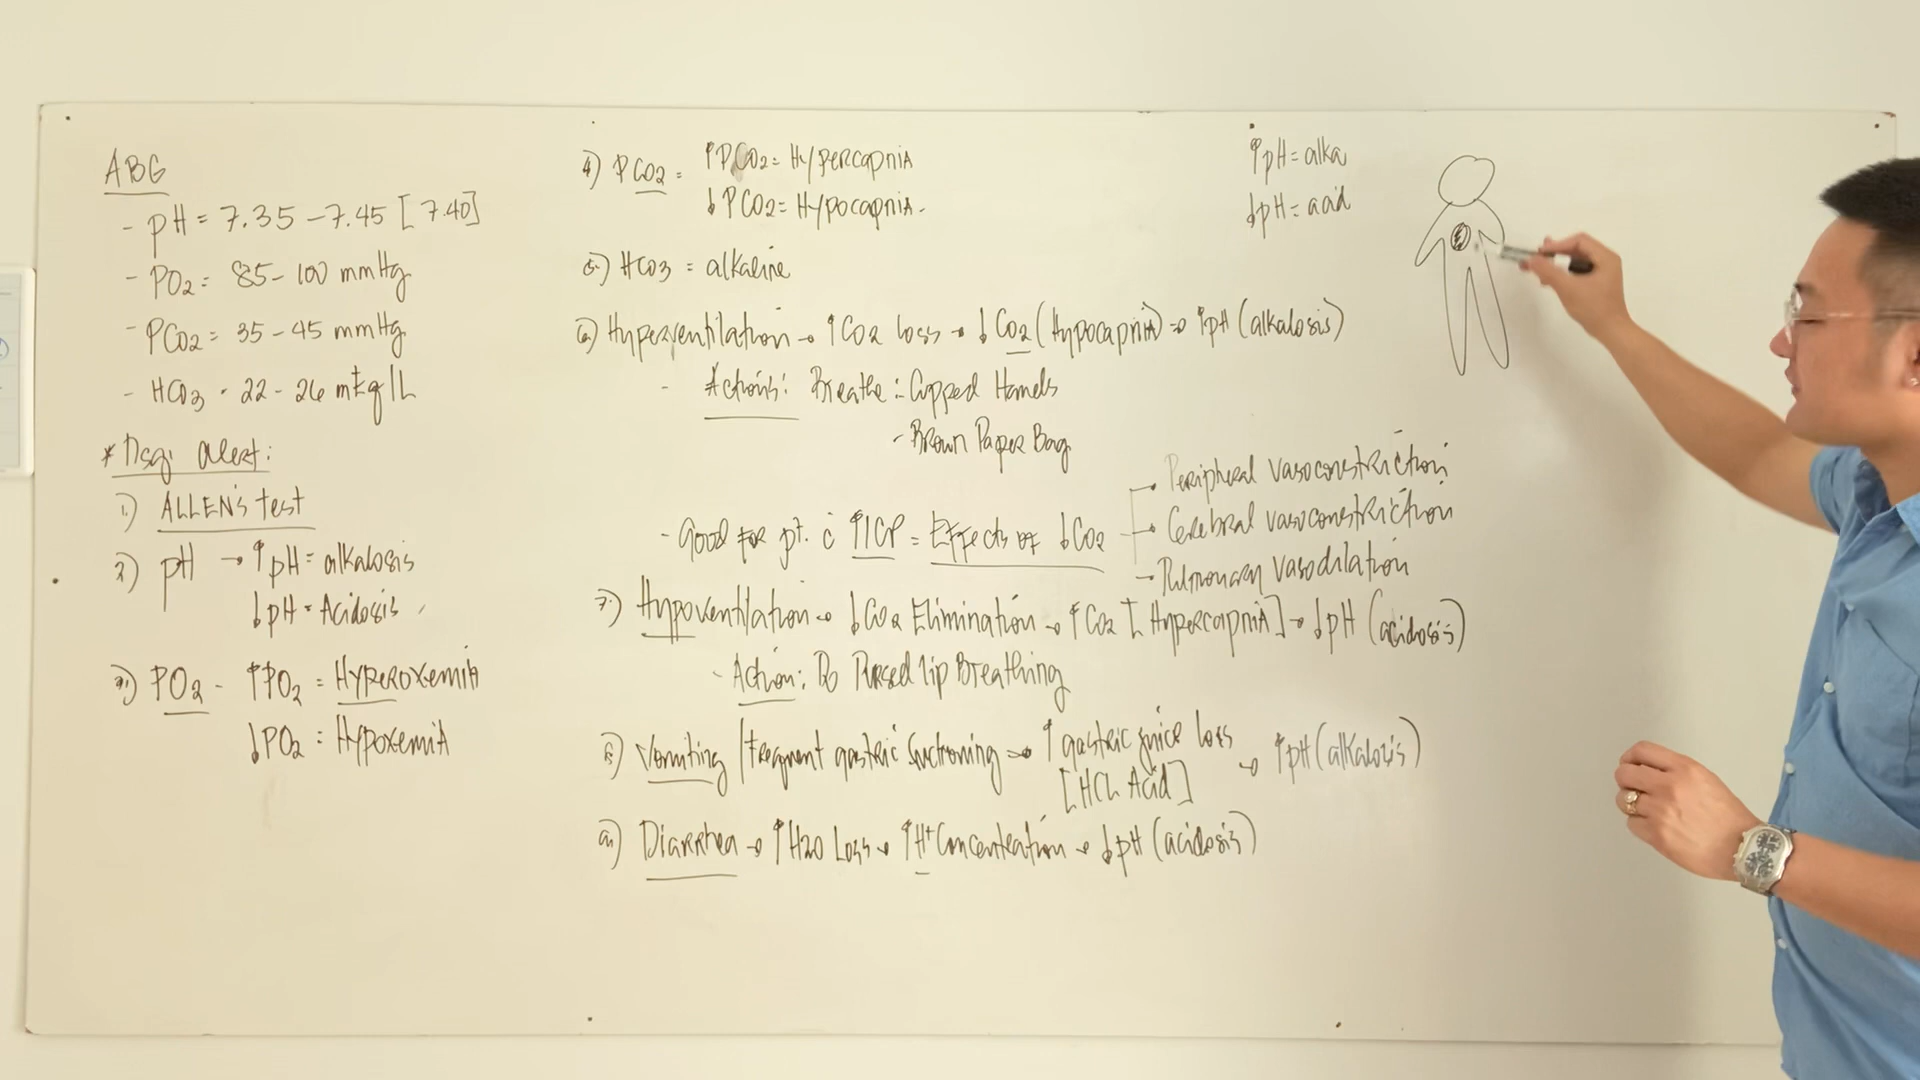 ABG
- pH = 7.35 - 7.45 [7.40]
- PO2 = 85 - 100 mmHg
- PCO2 = 35 - 45 mmHg
- HCO3 - 22 - 26 mEq/L
* Nsg. Alert:
1) ALLEN's test
2) pH → ↑pH = alkalosis
↓pH = Acidosis
3) PO2 - ↑PO2 = HYPEROXEMIA
↓PO2 = HYPOXEMIA
4) PCO2 = ↑PCO2 = HYPERCAPNIA
↓PCO2 = HYPOCAPNIA
5) HCO3 = alkaline
6) Hyperventilation → ↑CO2 loss → ↓CO2 (Hypocapnia) → ↑pH (alkalosis)
- Actions: Breathe : Cupped Hands
- Brown Paper Bag
- Good for pt. c̄ ↑ICP = Effects of ↓CO2
→ Peripheral vasoconstriction
→ Cerebral vasoconstriction
→ Pulmonary vasodilation
7) Hypoventilation → ↓CO2 Elimination → ↑CO2 [HYPERCAPNIA] → ↓pH (acidosis)
- Action: Do Pursed lip Breathing
8) Vomiting / frequent gastric suctioning → ↑gastric juice loss
[HCl Acid] → ↑pH (alkalosis)
9) Diarrhea → ↑H2O Loss → ↑H+ Concentration → ↓pH (acidosis)
↑pH = alka
↓pH = acid